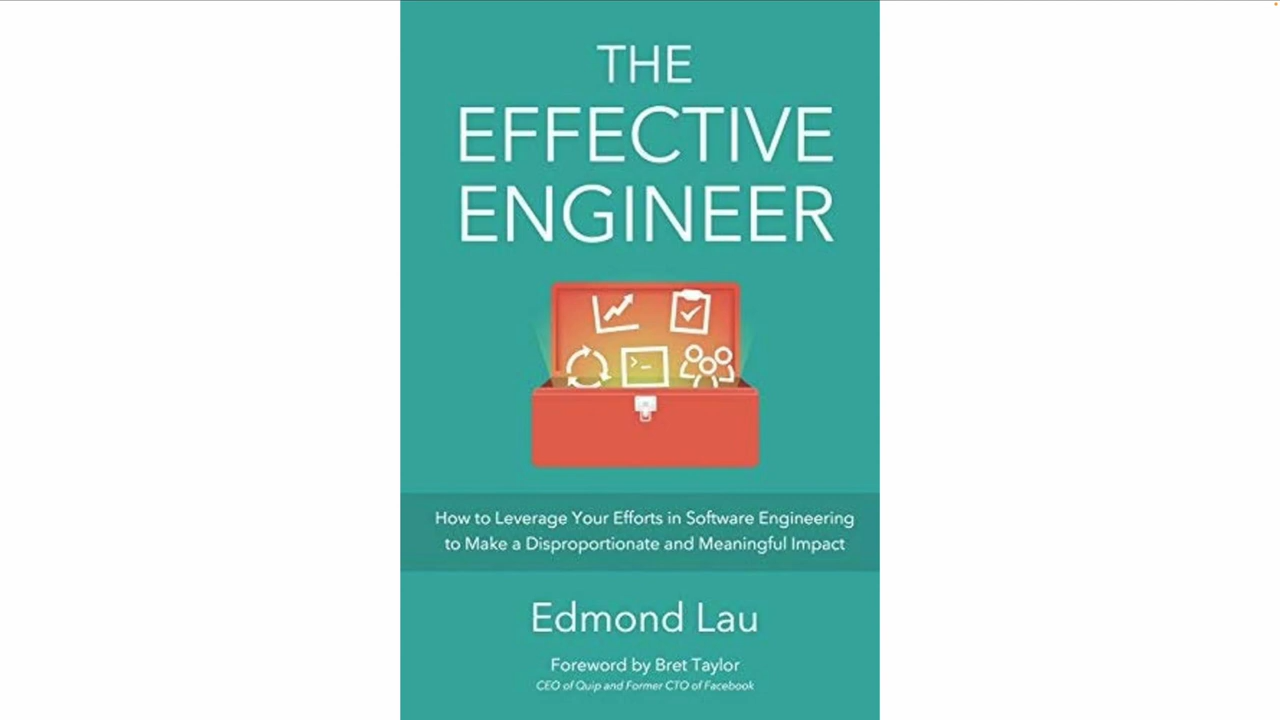 THE
EFFECTIVE
ENGINEER
How to Leverage Your Efforts in Software Engineering
to Make a Disproportionate and Meaningful Impact
Edmond Lau
Foreword by Bret Taylor
CEO of Quip and Former CTO of Facebook